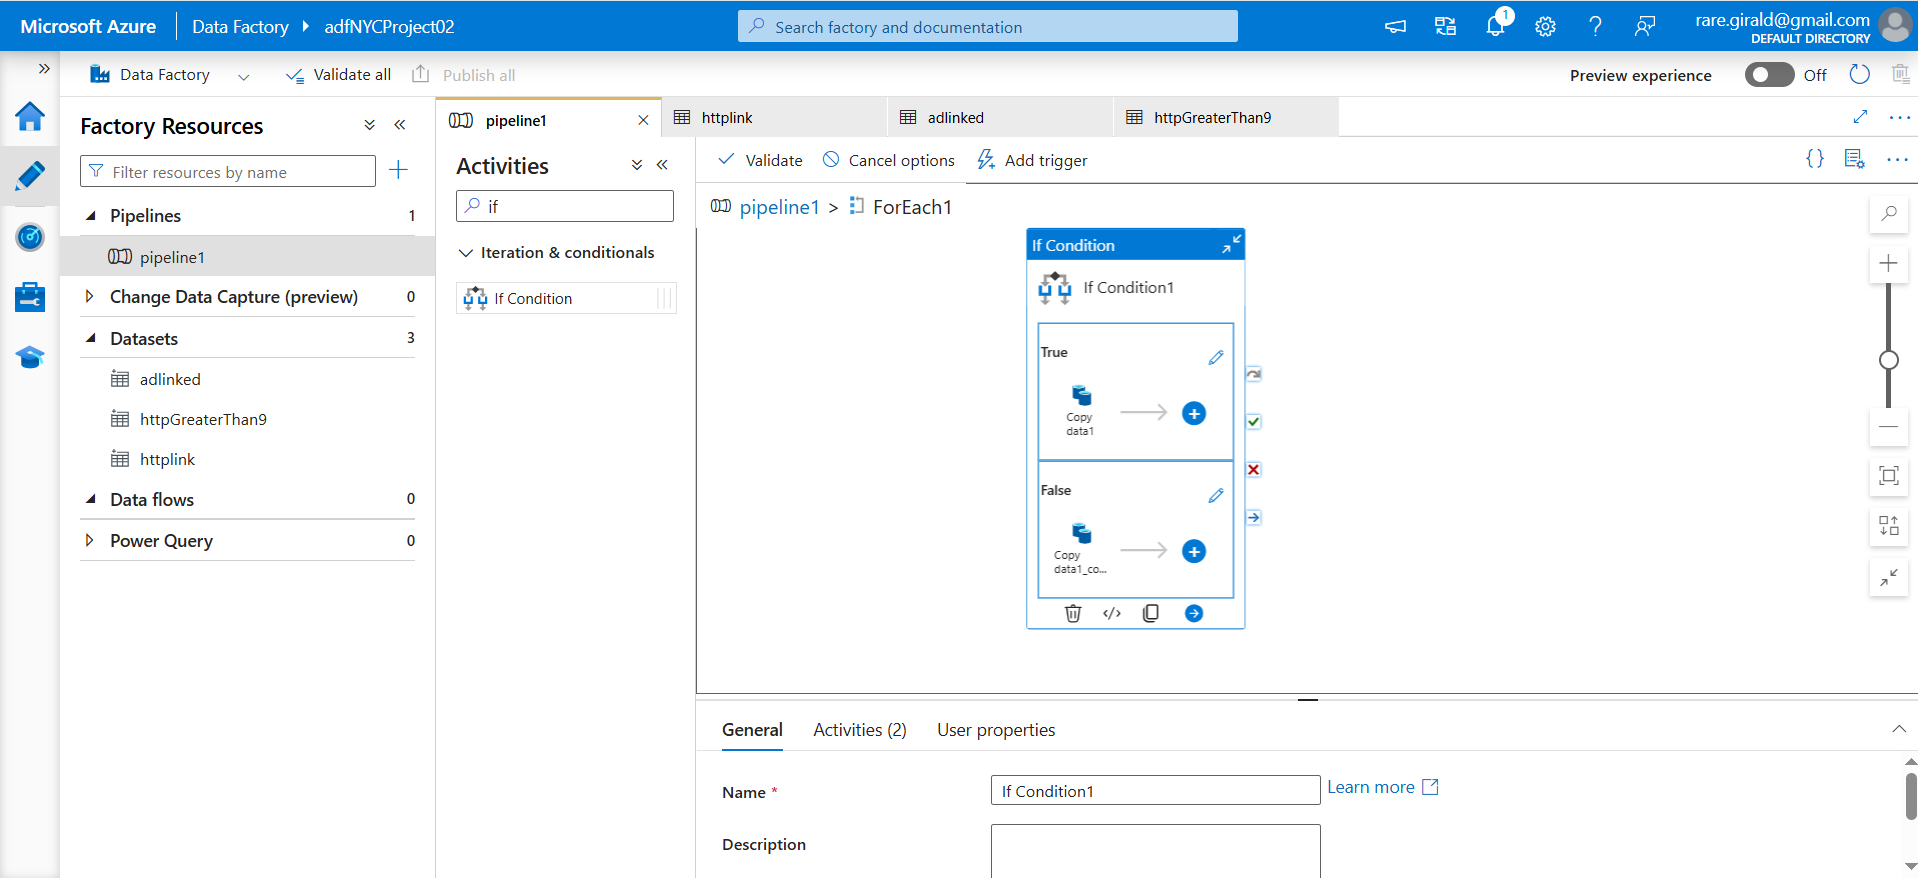 Microsoft Azure Data Factory adfNYCProject02 Search factory and documentation 1 rare.girald@gmail.com
DEFAULT DIRECTORY
Data Factory Validate all Publish all Preview experience Off
Factory Resources
Filter resources by name
Pipelines 1
pipeline1
Change Data Capture (preview) 0
Datasets 3
adlinked
httpGreaterThan9
httplink
Data flows 0
Power Query 0
pipeline1 httplink adlinked httpGreaterThan9
Activities
if
Iteration & conditionals
If Condition
Validate Cancel options Add trigger {}
pipeline1 > ForEach1
If Condition
If Condition1
True
Copy
data1
False
Copy
data1_co...
General Activities (2) User properties
Name * If Condition1 Learn more
Description